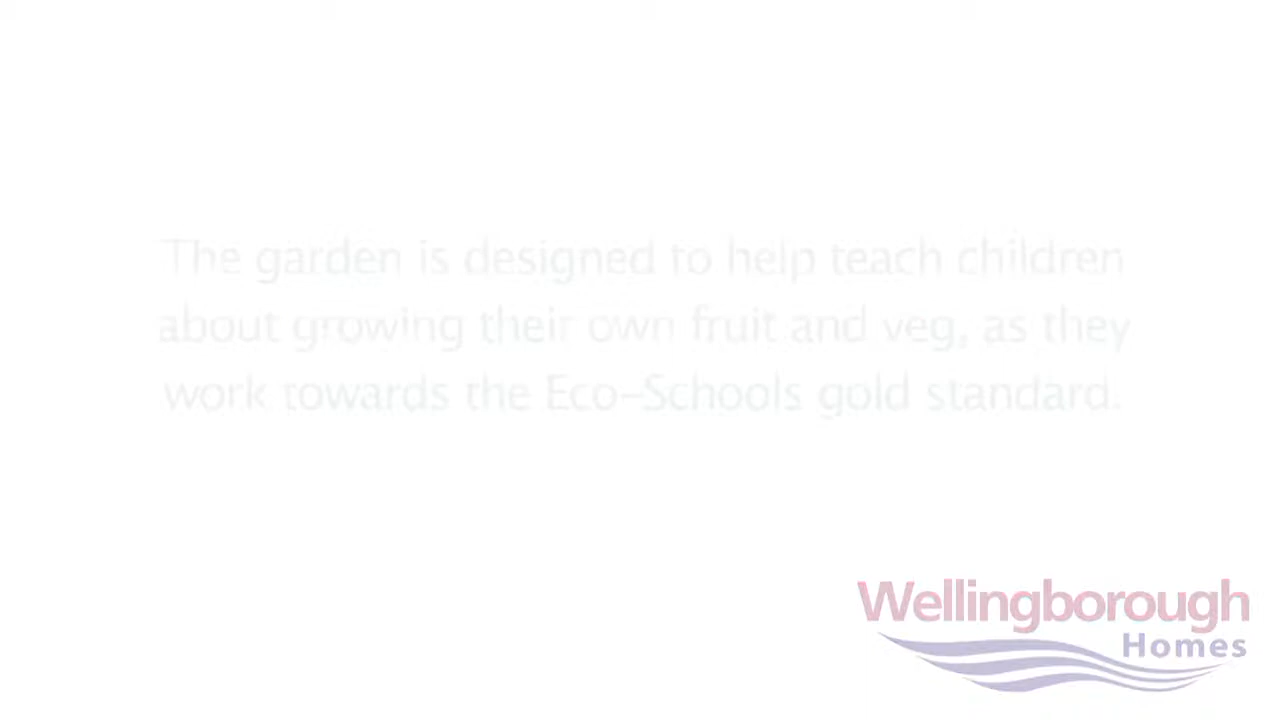 The garden is designed to help teach children
about growing their own fruit and veg, as they
work towards the Eco-Schools gold standard.
Wellingborough
Homes